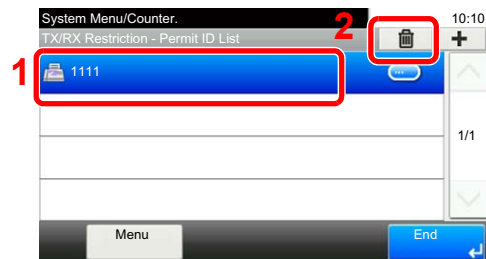 System Menu/Counter.
10:10
TX/RX Restriction - Permit ID List
2
1
1111
1/1
Menu
End